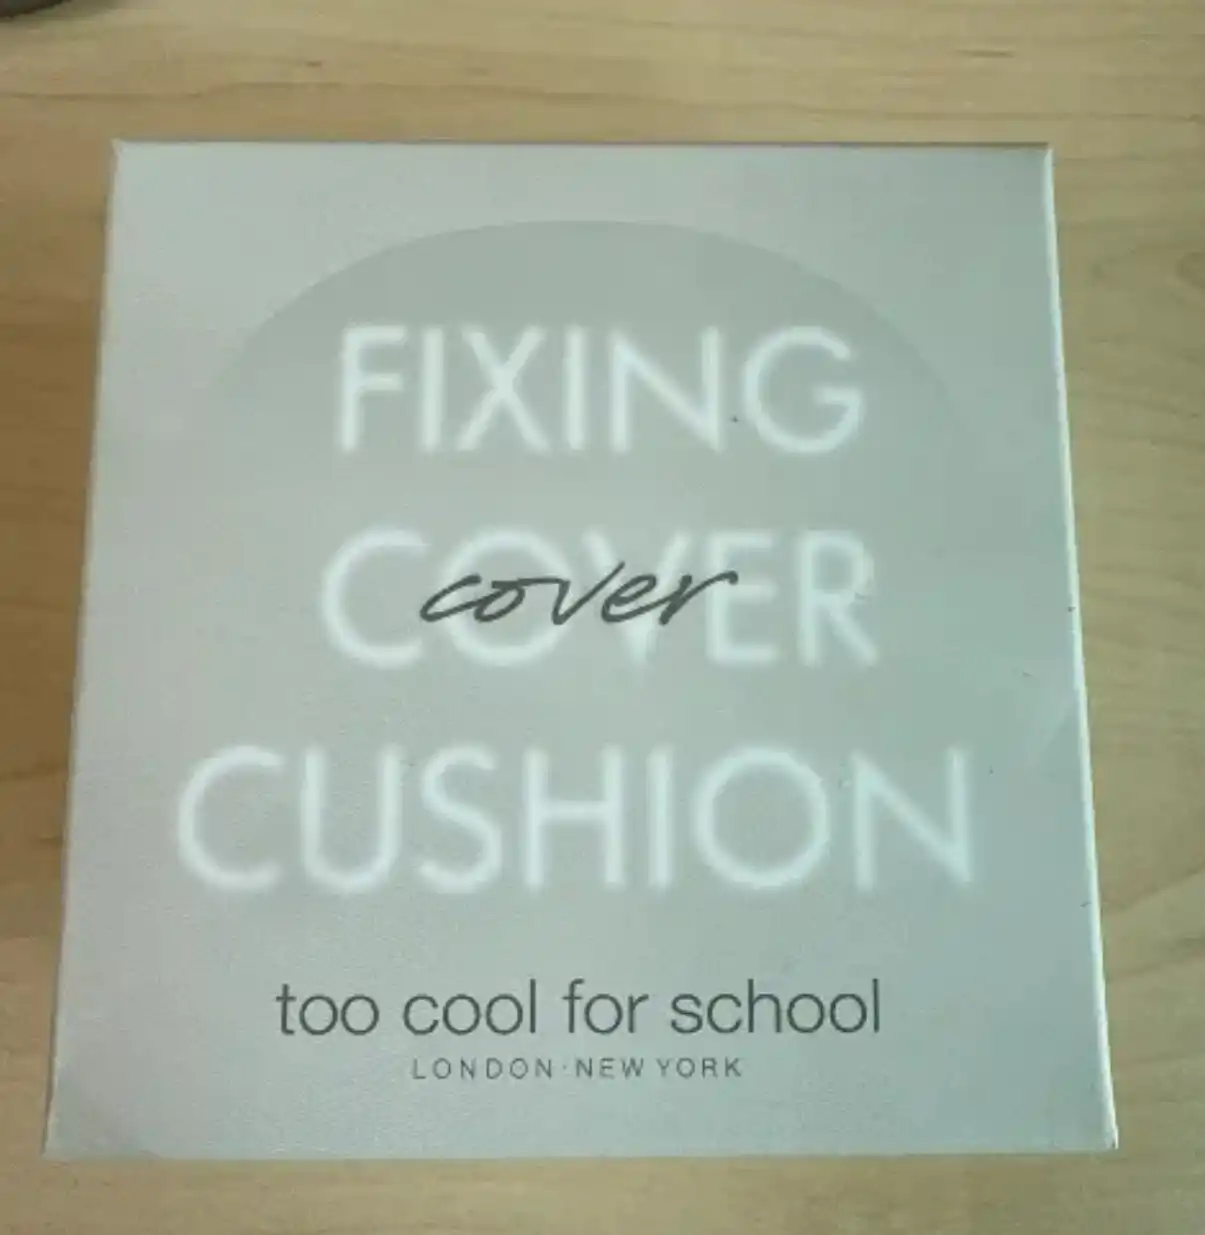 FIXING
COVER
cover
CUSHION
too cool for school
LONDON·NEW YORK